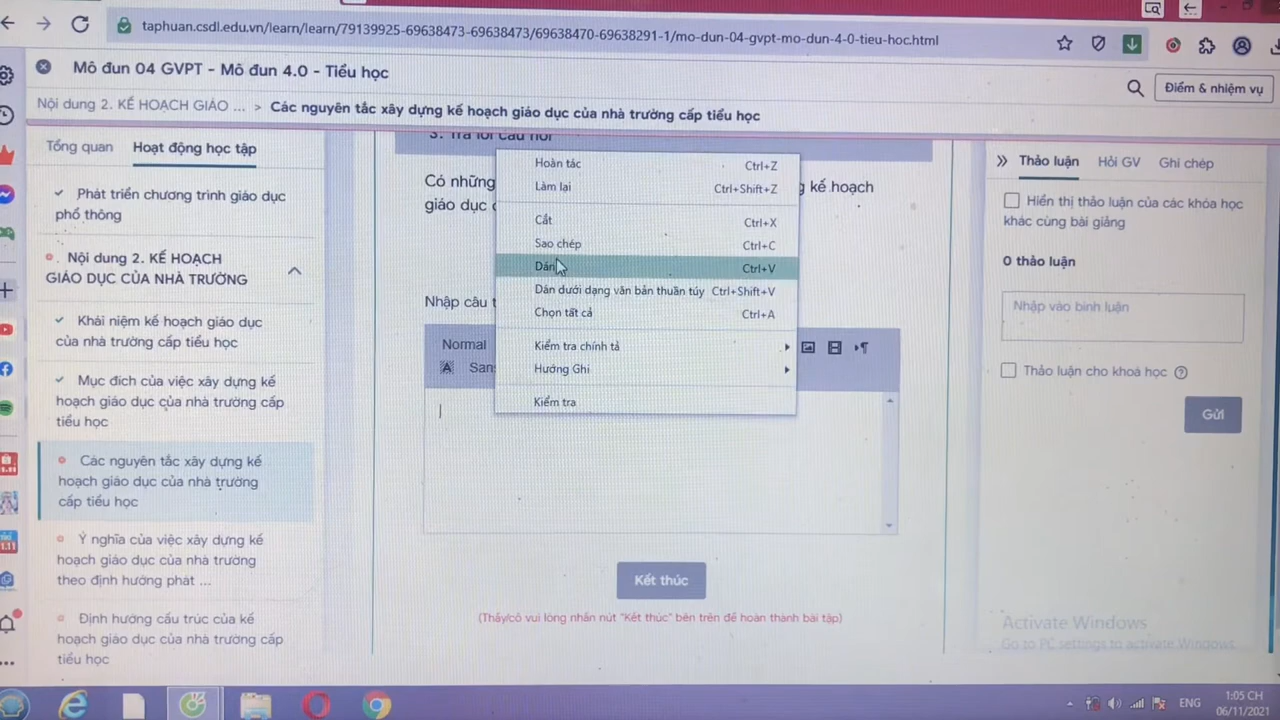 taphuan.csdl.edu.vn/learn/learn/79139925-69638473-69638473/69638470-69638291-1/mo-dun-04-gvpt-mo-dun-4-0-tieu-hoc.html
Mô đun 04 GVPT - Mô đun 4.0 - Tiểu học
Điểm & nhiệm vụ
Nội dung 2. KẾ HOẠCH GIÁO ... > Các nguyên tắc xây dựng kế hoạch giáo dục của nhà trường cấp tiểu học
Tổng quan
Hoạt động học tập
Phát triển chương trình giáo dục
phổ thông
Nội dung 2. KẾ HOẠCH
GIÁO DỤC CỦA NHÀ TRƯỜNG
Khái niệm kế hoạch giáo dục
của nhà trường cấp tiểu học
Mục đích của việc xây dựng kế
hoạch giáo dục của nhà trường cấp
tiểu học
Các nguyên tắc xây dựng kế
hoạch giáo dục của nhà trường
cấp tiểu học
Ý nghĩa của việc xây dựng kế
hoạch giáo dục của nhà trường
theo định hướng phát ...
Định hướng cấu trúc của kế
hoạch giáo dục của nhà trường cấp
tiểu học
3. Trả lời câu hỏi
Có những
g kế hoạch
giáo dục
Nhập câu t
Normal
Sans
Hoàn tác Ctrl+Z
Làm lại Ctrl+Shift+Z
Cắt Ctrl+X
Sao chép Ctrl+C
Dán Ctrl+V
Dán dưới dạng văn bản thuần túy Ctrl+Shift+V
Chọn tất cả Ctrl+A
Kiểm tra chính tả
Hướng Ghi
Kiểm tra
Kết thúc
(Thầy/cô vui lòng nhấn nút "Kết thúc" bên trên để hoàn thành bài tập)
Thảo luận
Hỏi GV
Ghi chép
Hiển thị thảo luận của các khóa học
khác cùng bài giảng
0 thảo luận
Nhập vào bình luận
Thảo luận cho khoá học
Gửi
Activate Windows
Go to PC settings to activate Windows.
ENG
1:05 CH
06/11/2021